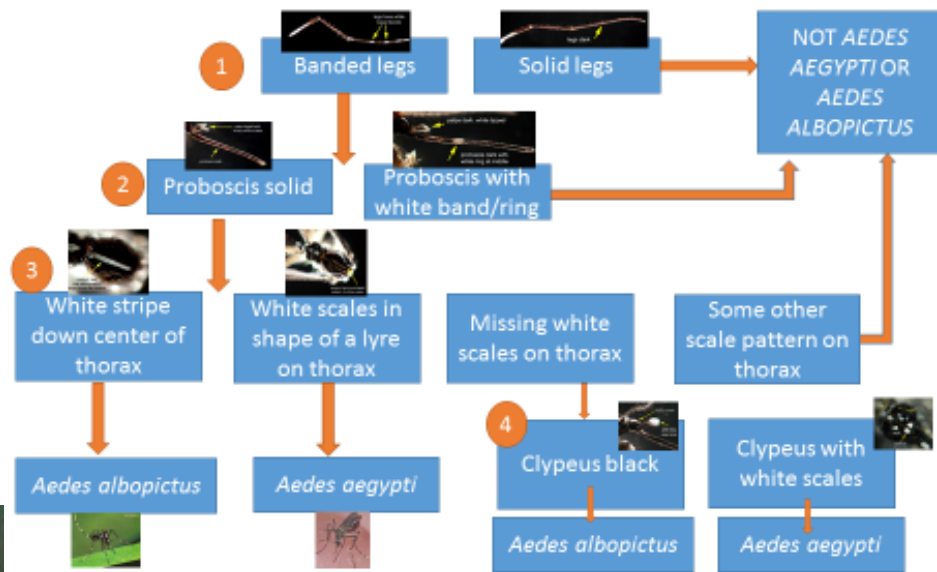 1
Banded legs
Solid legs
NOT AEDES
AEGYPTI OR
AEDES
ALBOPICTUS
2
Proboscis solid
Proboscis with
white band/ring
3
White stripe
down center of
thorax
White scales in
shape of a lyre
on thorax
Missing white
scales on thorax
Some other
scale pattern on
thorax
4
Clypeus black
Clypeus with
white scales
Aedes albopictus
Aedes aegypti
Aedes albopictus
Aedes aegypti